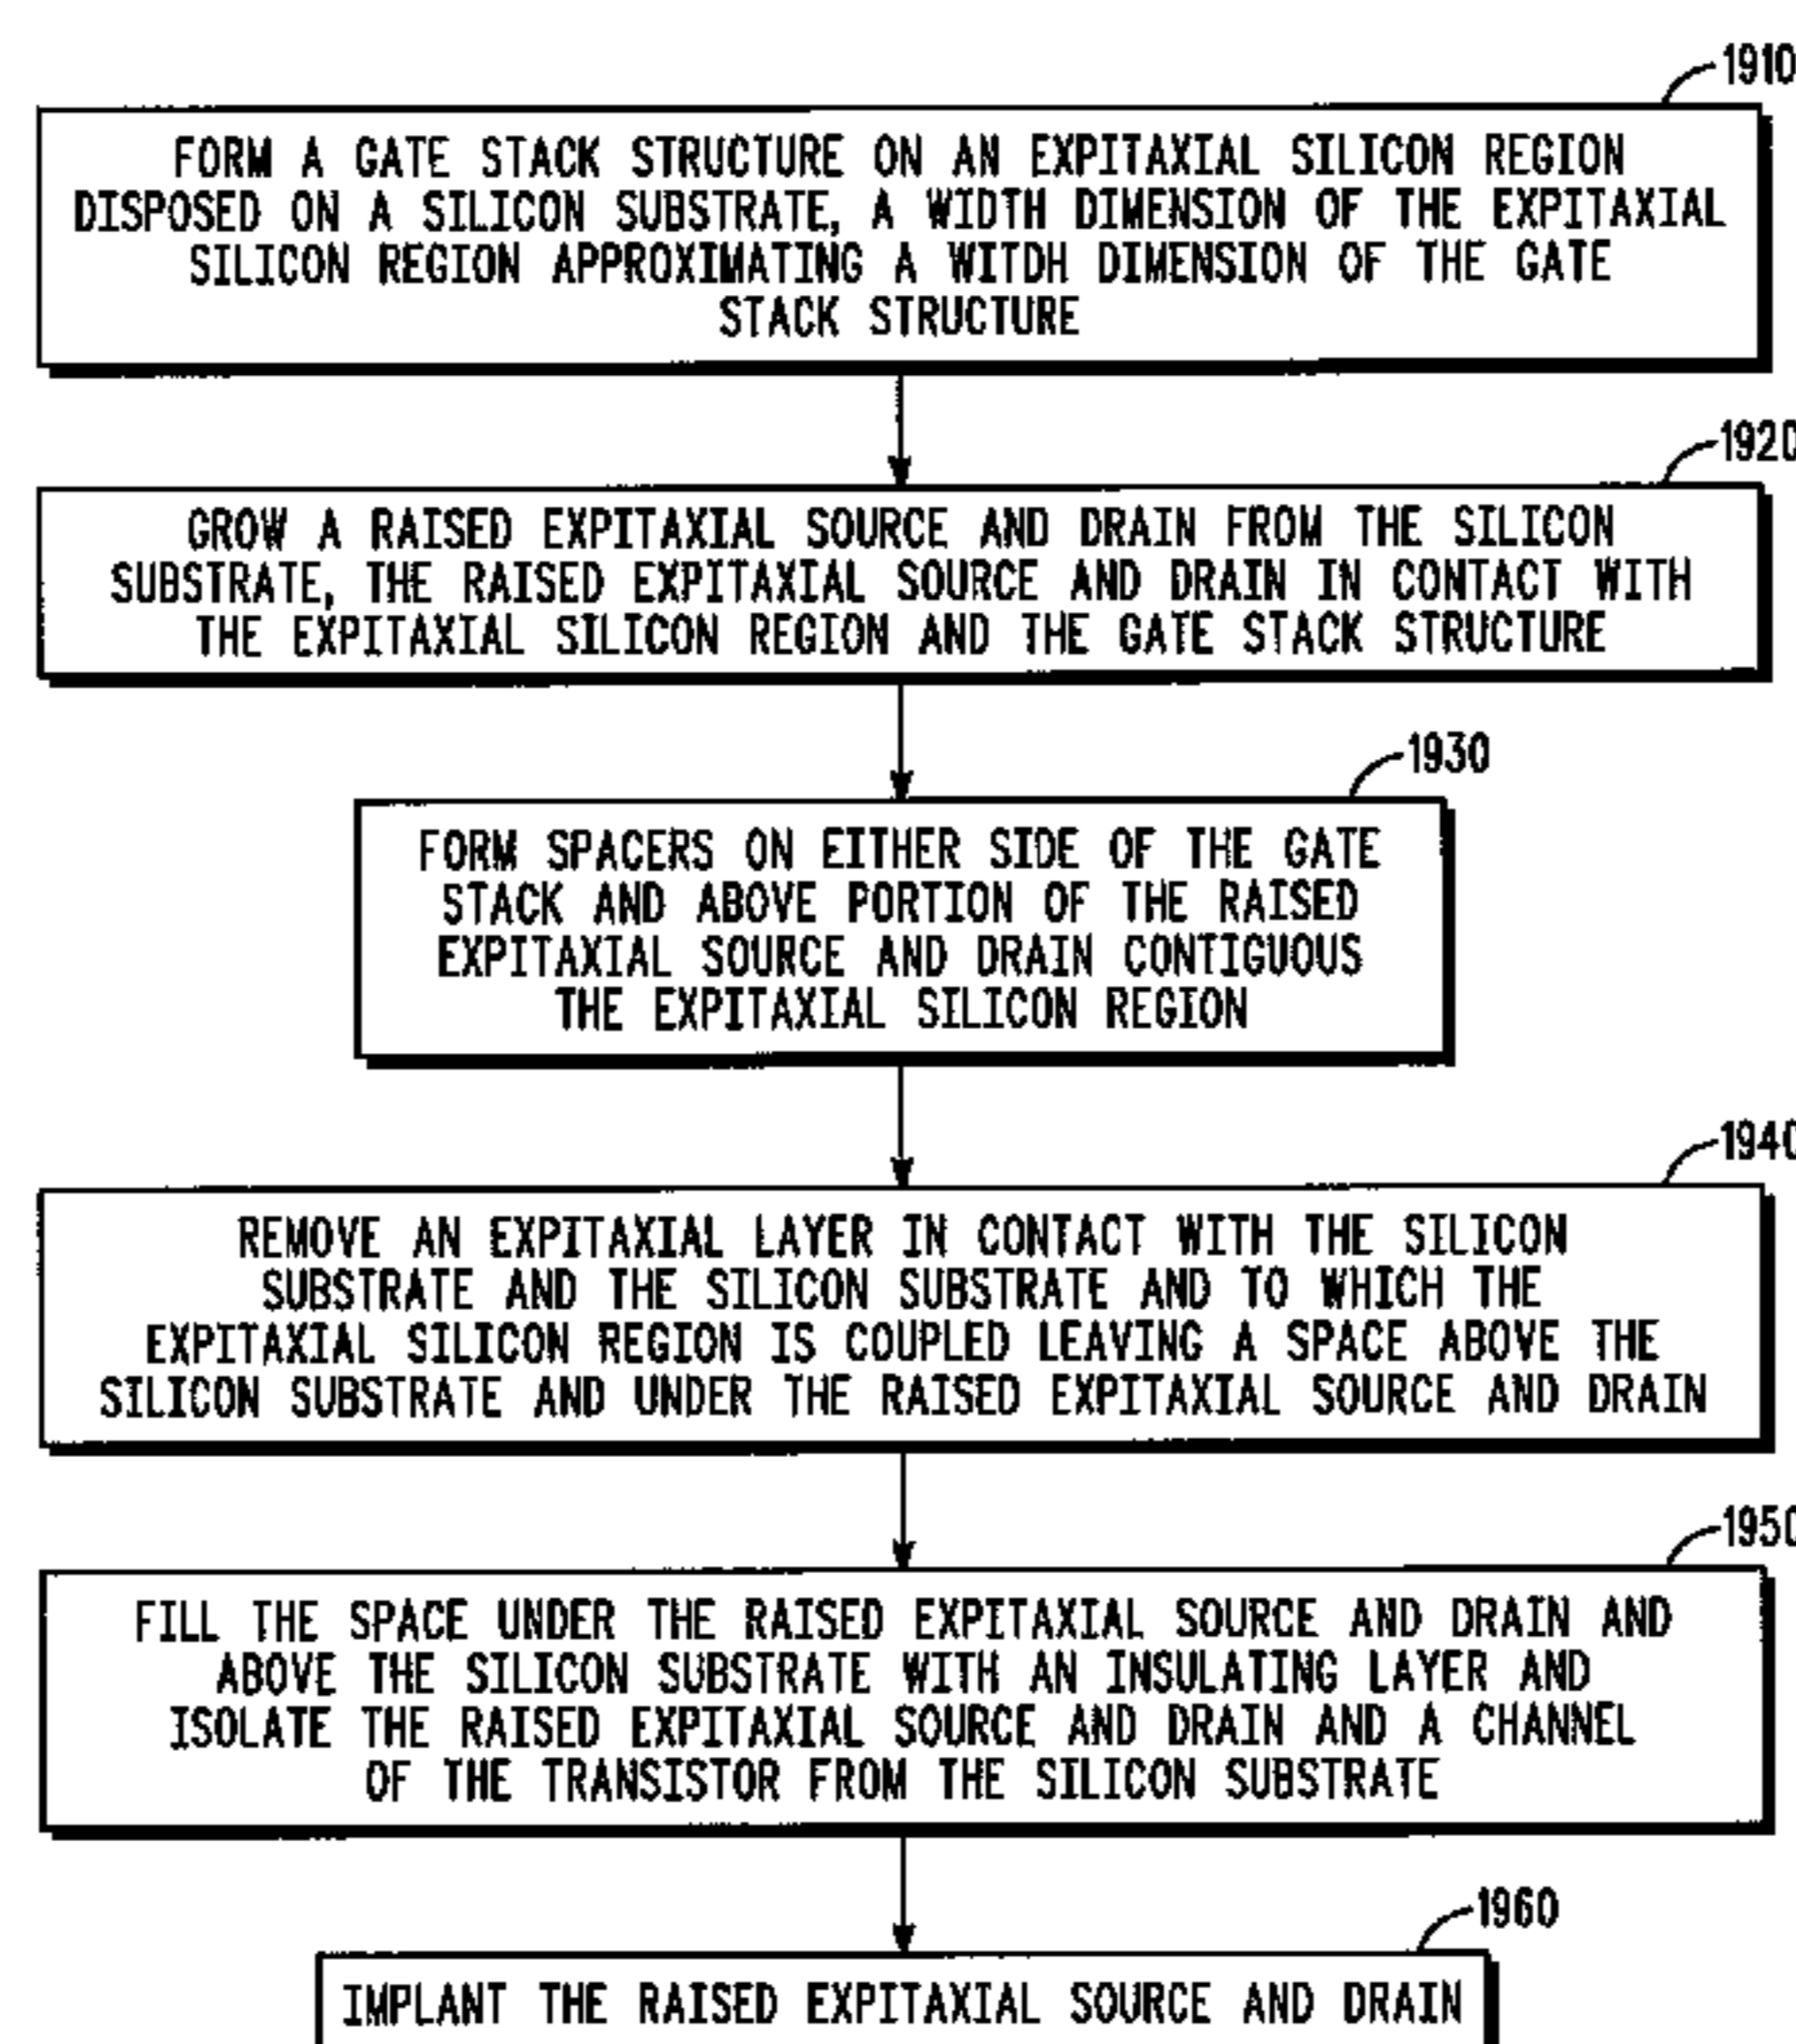 1910
FORM A GATE STACK STRUCTURE ON AN EXPITAXIAL SILICON REGION
DISPOSED ON A SILICON SUBSTRATE, A WIDTH DIMENSION OF THE EXPITAXIAL
SILICON REGION APPROXIMATING A WITDH DIMENSION OF THE GATE
STACK STRUCTURE
1920
GROW A RAISED EXPITAXIAL SOURCE AND DRAIN FROM THE SILICON
SUBSTRATE, THE RAISED EXPITAXIAL SOURCE AND DRAIN IN CONTACT WITH
THE EXPITAXIAL SILICON REGION AND THE GATE STACK STRUCTURE
1930
FORM SPACERS ON EITHER SIDE OF THE GATE
STACK AND ABOVE PORTION OF THE RAISED
EXPITAXIAL SOURCE AND DRAIN CONTIGUOUS
THE EXPITAXIAL SILICON REGION
1940
REMOVE AN EXPITAXIAL LAYER IN CONTACT WITH THE SILICON
SUBSTRATE AND THE SILICON SUBSTRATE AND TO WHICH THE
EXPITAXIAL SILICON REGION IS COUPLED LEAVING A SPACE ABOVE THE
SILICON SUBSTRATE AND UNDER THE RAISED EXPITAXIAL SOURCE AND DRAIN
1950
FILL THE SPACE UNDER THE RAISED EXPITAXIAL SOURCE AND DRAIN AND
ABOVE THE SILICON SUBSTRATE WITH AN INSULATING LAYER AND
ISOLATE THE RAISED EXPITAXIAL SOURCE AND DRAIN AND A CHANNEL
OF THE TRANSISTOR FROM THE SILICON SUBSTRATE
1960
IMPLANT THE RAISED EXPITAXIAL SOURCE AND DRAIN